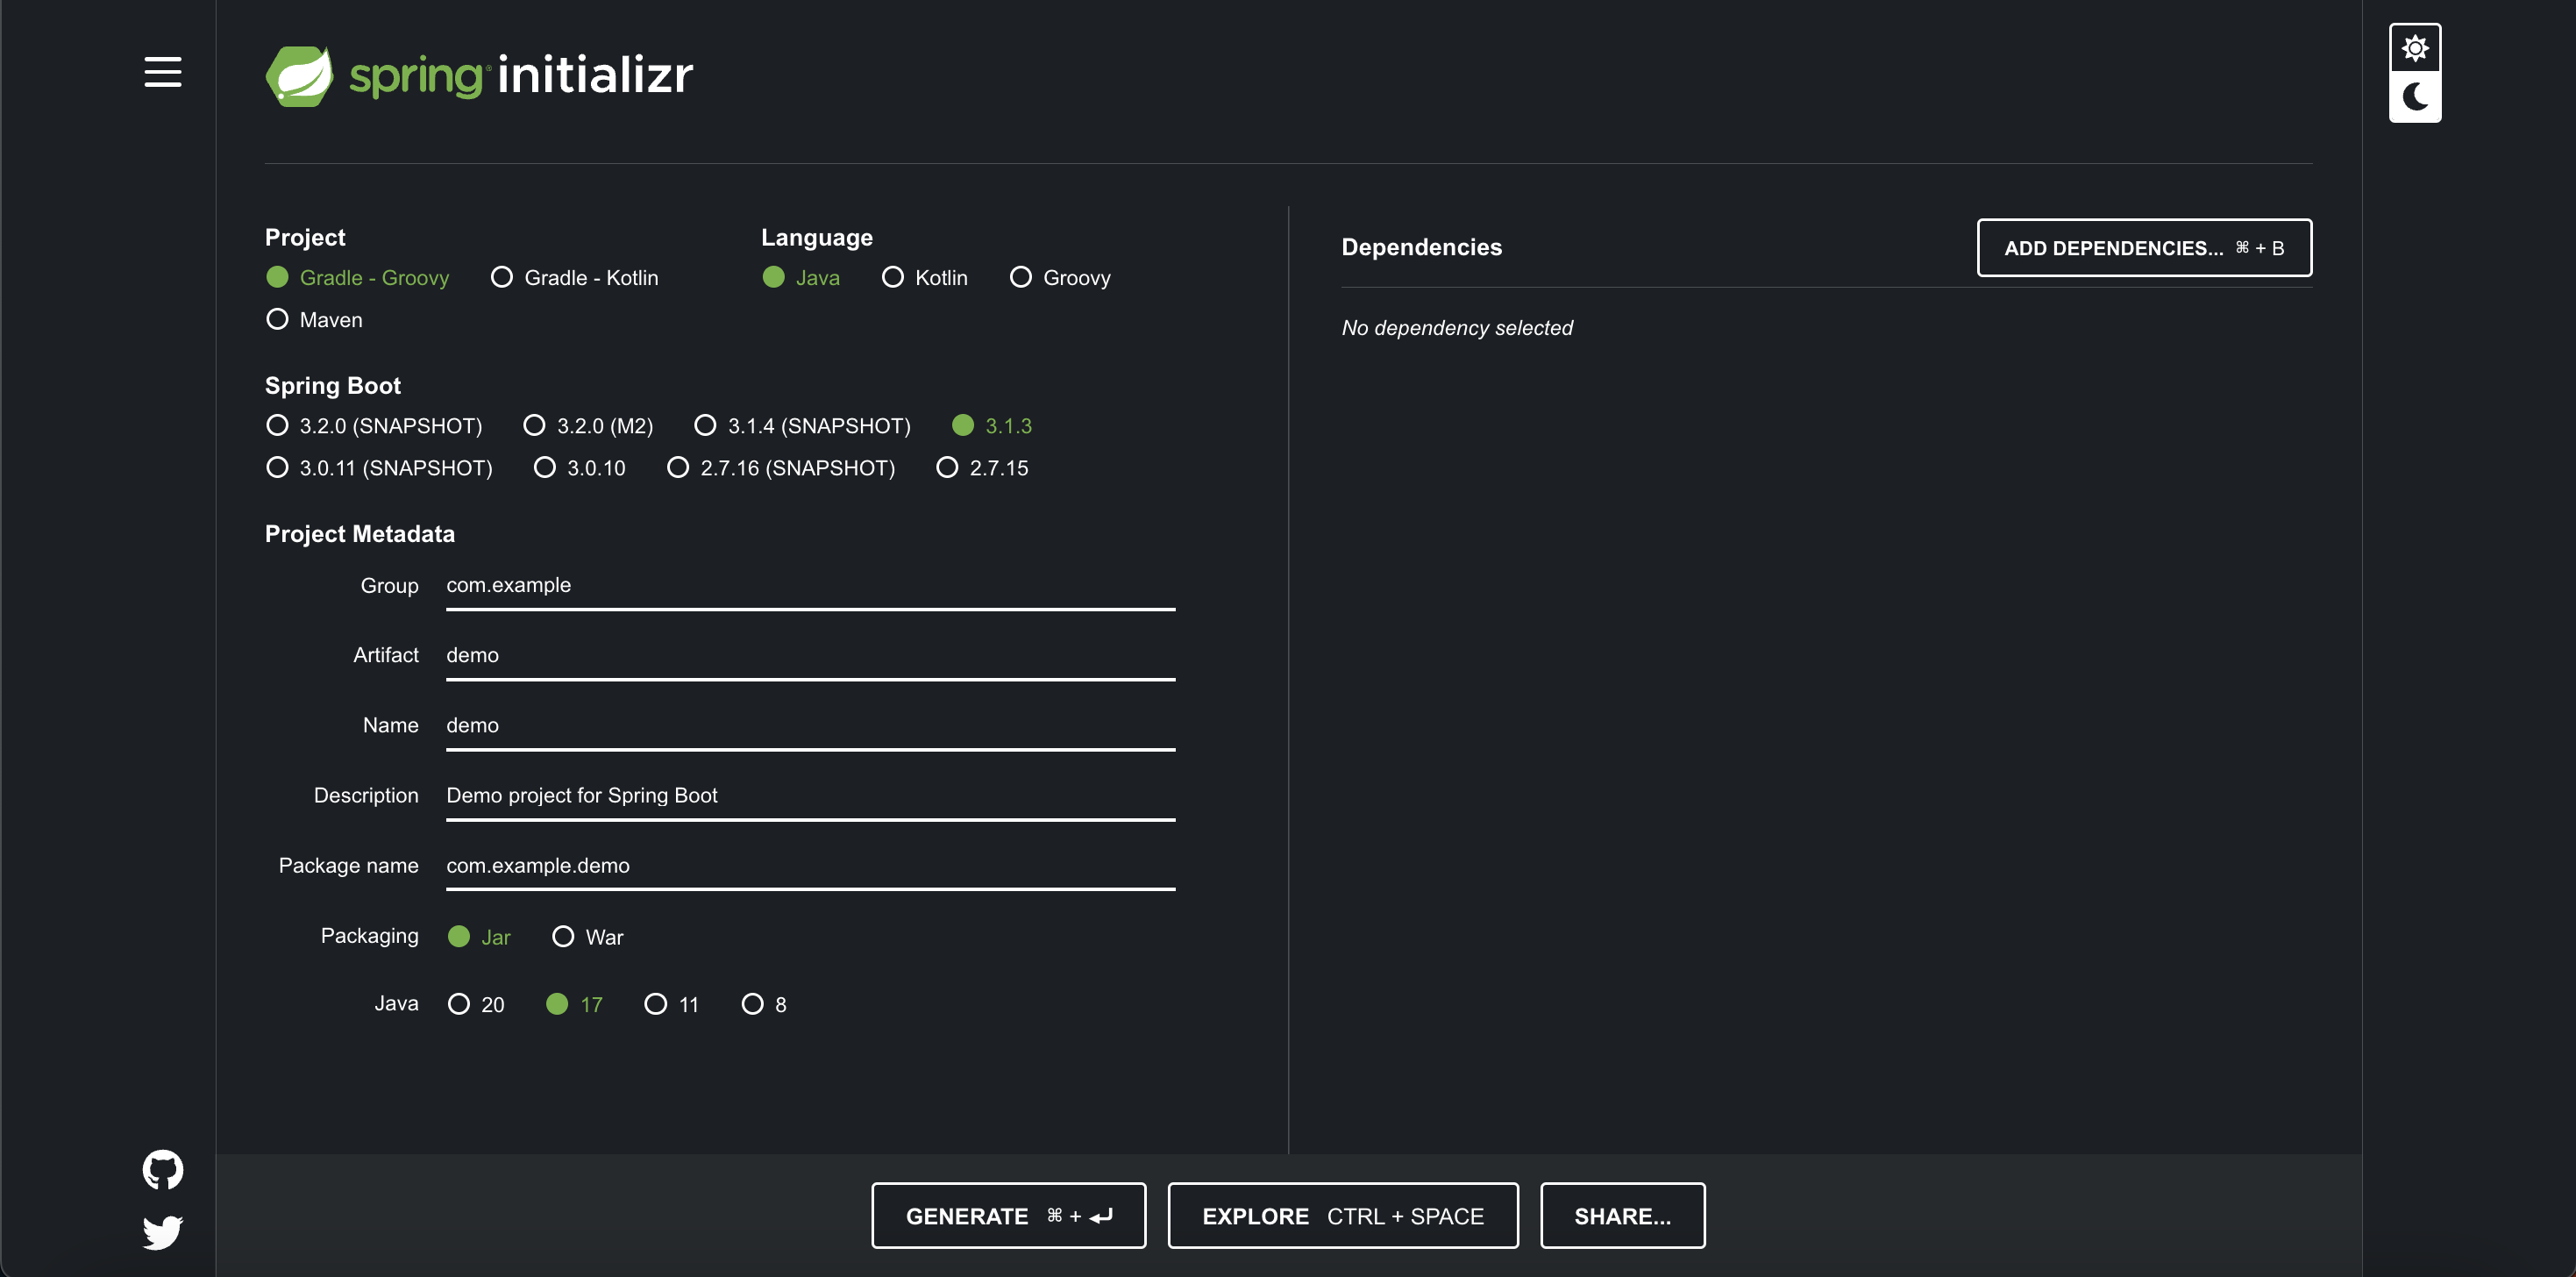 spring initializr
Project
Gradle - Groovy Gradle - Kotlin
Maven
Language
Java Kotlin Groovy
Spring Boot
3.2.0 (SNAPSHOT) 3.2.0 (M2) 3.1.4 (SNAPSHOT) 3.1.3
3.0.11 (SNAPSHOT) 3.0.10 2.7.16 (SNAPSHOT) 2.7.15
Project Metadata
Group com.example
Artifact demo
Name demo
Description Demo project for Spring Boot
Package name com.example.demo
Packaging Jar War
Java 20 17 11 8
Dependencies ADD DEPENDENCIES... ⌘ + B
No dependency selected
GENERATE ⌘ + ⏎ EXPLORE CTRL + SPACE SHARE...